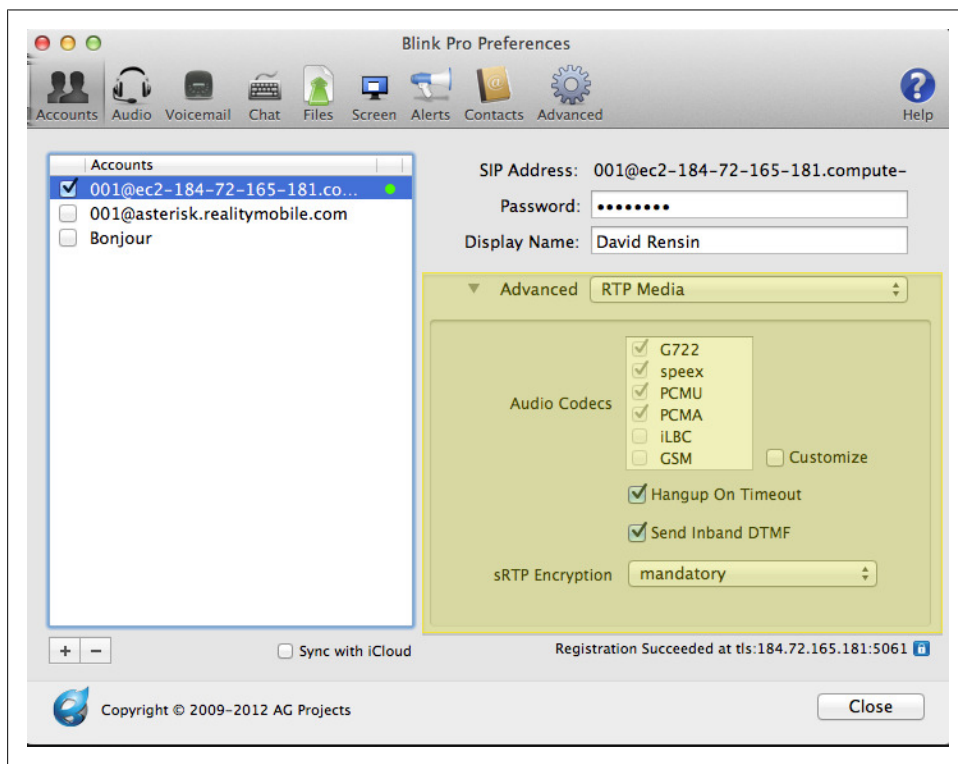 Blink Pro Preferences
Accounts Audio Voicemail Chat Files Screen Alerts Contacts Advanced Help
Accounts
001@ec2-184-72-165-181.co...
001@asterisk.realitymobile.com
Bonjour
SIP Address: 001@ec2-184-72-165-181.compute-
Password: ••••••••
Display Name: David Rensin
Advanced RTP Media
Audio Codecs
G722
speex
PCMU
PCMA
iLBC
GSM
Customize
Hangup On Timeout
Send Inband DTMF
sRTP Encryption mandatory
+ −
Sync with iCloud
Registration Succeeded at tls:184.72.165.181:5061
Copyright © 2009-2012 AG Projects
Close